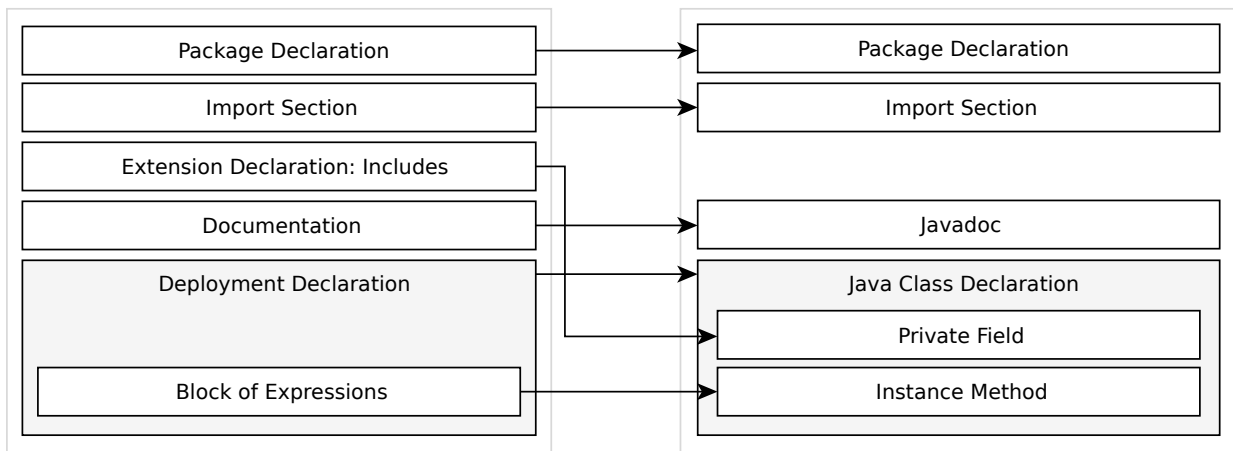 Package Declaration
Import Section
Extension Declaration: Includes
Documentation
Deployment Declaration
Block of Expressions
Package Declaration
Import Section
Javadoc
Java Class Declaration
Private Field
Instance Method